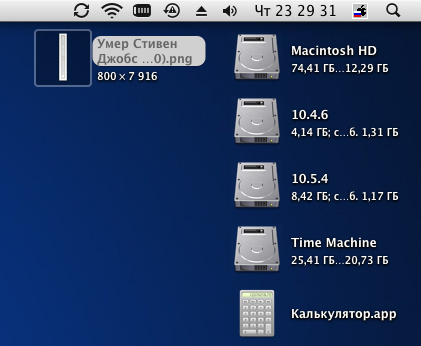 Чт 23 29 31
Умер Стивен
Джобс ...0).png
800 × 7 916
Macintosh HD
74,41 ГБ...12,29 ГБ
10.4.6
4,14 ГБ; с...б. 1,31 ГБ
10.5.4
8,42 ГБ; с...б. 1,17 ГБ
Time Machine
25,41 ГБ...20,73 ГБ
Калькулятор.app